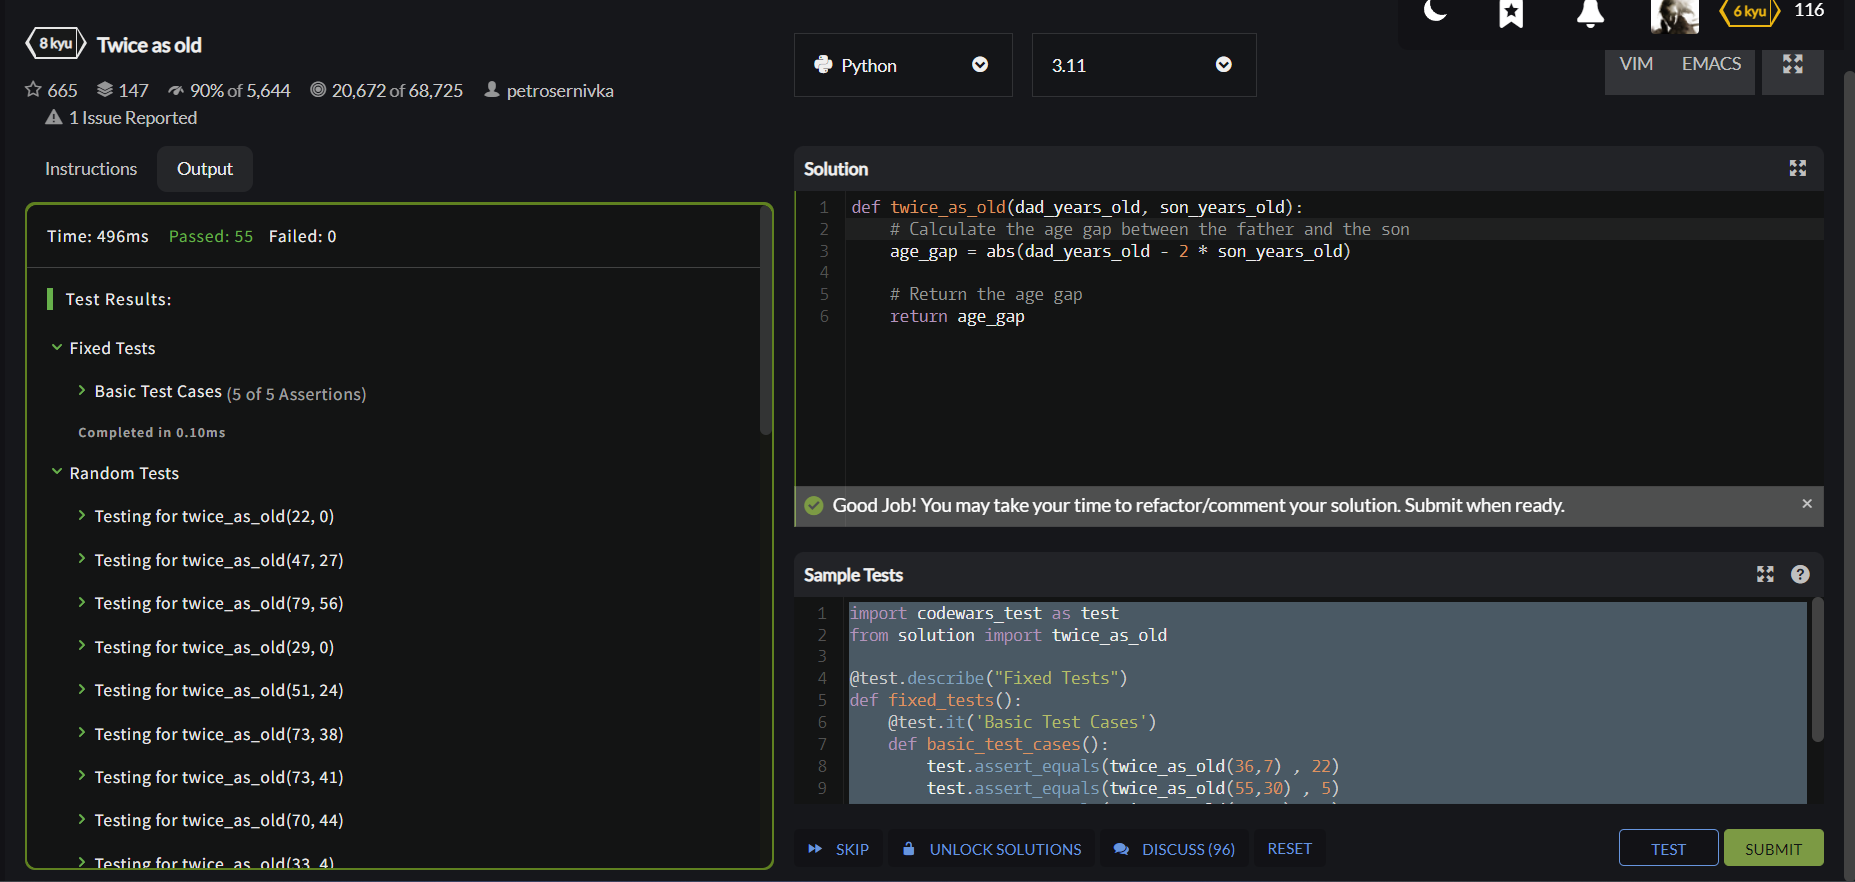 8 kyu Twice as old
665 147 90% of 5,644 20,672 of 68,725 petrosernivka
1 Issue Reported
Python 3.11
6 kyu 116
VIM EMACS
Instructions Output
Time: 496ms Passed: 55 Failed: 0
Test Results:
Fixed Tests
Basic Test Cases (5 of 5 Assertions)
Completed in 0.10ms
Random Tests
Testing for twice_as_old(22, 0)
Testing for twice_as_old(47, 27)
Testing for twice_as_old(79, 56)
Testing for twice_as_old(29, 0)
Testing for twice_as_old(51, 24)
Testing for twice_as_old(73, 38)
Testing for twice_as_old(73, 41)
Testing for twice_as_old(70, 44)
Testing for twice_as_old(33, 4)
Solution
1 def twice_as_old(dad_years_old, son_years_old):
2 # Calculate the age gap between the father and the son
3 age_gap = abs(dad_years_old - 2 * son_years_old)
4
5 # Return the age gap
6 return age_gap
Good Job! You may take your time to refactor/comment your solution. Submit when ready. ×
Sample Tests ?
1 import codewars_test as test
2 from solution import twice_as_old
3
4 @test.describe("Fixed Tests")
5 def fixed_tests():
6 @test.it('Basic Test Cases')
7 def basic_test_cases():
8 test.assert_equals(twice_as_old(36,7) , 22)
9 test.assert_equals(twice_as_old(55,30) , 5)
SKIP UNLOCK SOLUTIONS DISCUSS (96) RESET TEST SUBMIT